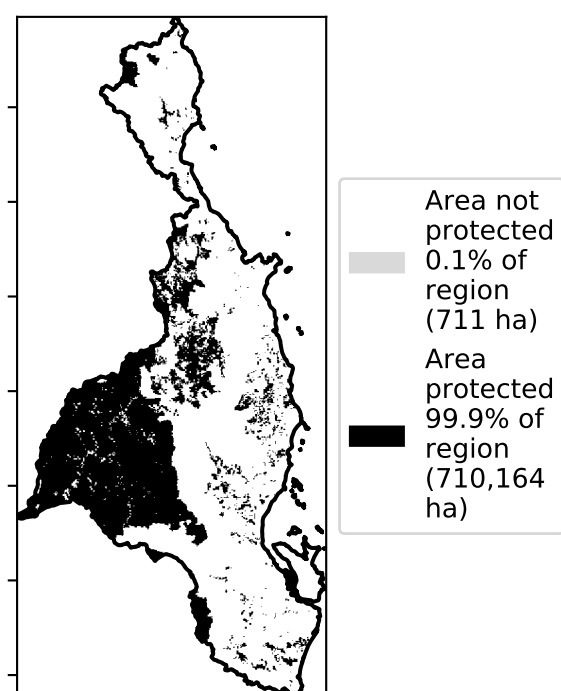 Area not
protected
0.1% of
region
(711 ha)
Area
protected
99.9% of
region
(710,164
ha)